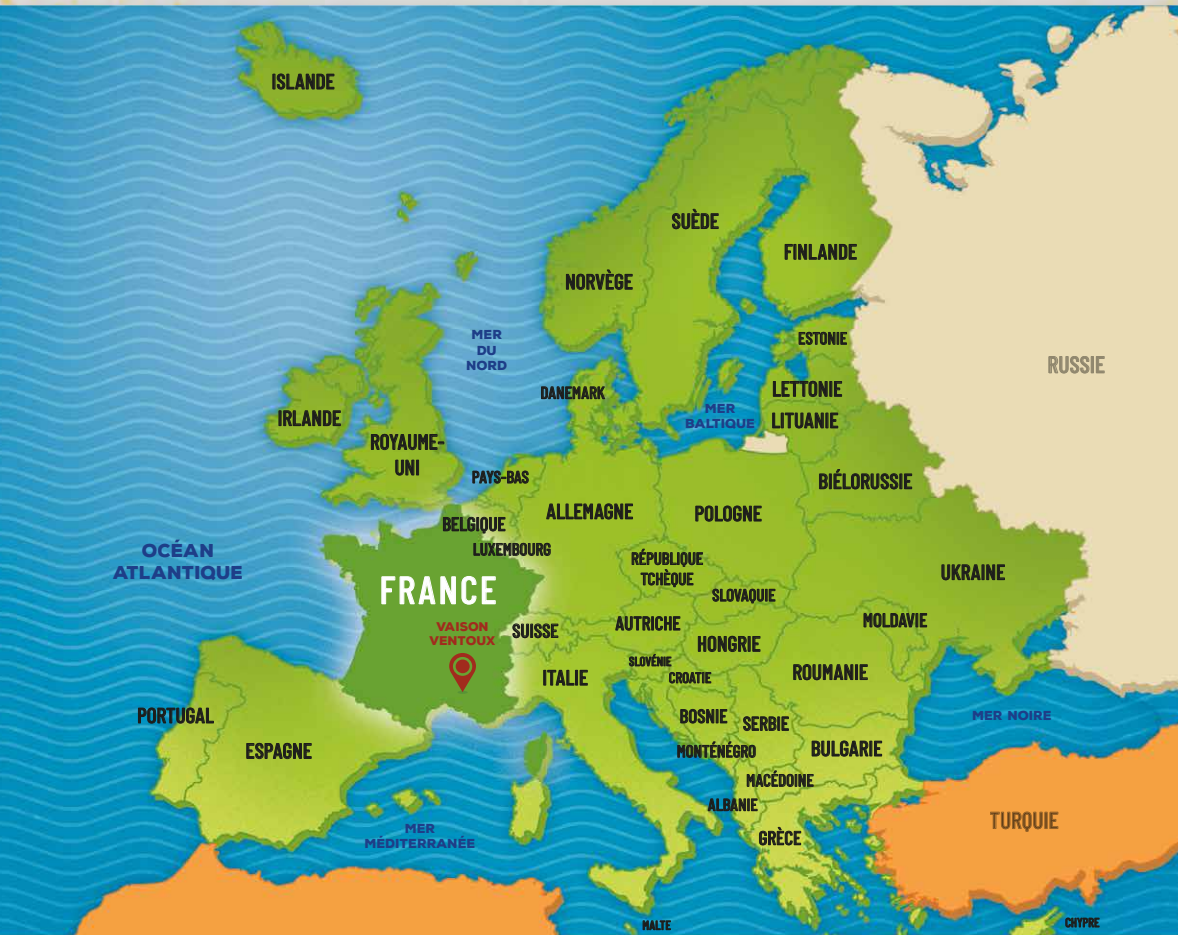 ISLANDE
SUÈDE
FINLANDE
NORVÈGE
MER
DU
NORD
ESTONIE
RUSSIE
DANEMARK
LETTONIE
MER
BALTIQUE
LITUANIE
IRLANDE
ROYAUME-
UNI
PAYS-BAS
BIÉLORUSSIE
ALLEMAGNE
POLOGNE
BELGIQUE
LUXEMBOURG
OCÉAN
ATLANTIQUE
RÉPUBLIQUE
TCHÈQUE
UKRAINE
FRANCE
SLOVAQUIE
VAISON
VENTOUX
SUISSE
AUTRICHE
MOLDAVIE
HONGRIE
SLOVÉNIE
CROATIE
ITALIE
ROUMANIE
PORTUGAL
BOSNIE
SERBIE
MER NOIRE
ESPAGNE
MONTÉNÉGRO
BULGARIE
MACÉDOINE
ALBANIE
MER
MÉDITERRANÉE
GRÈCE
TURQUIE
MALTE
CHYPRE